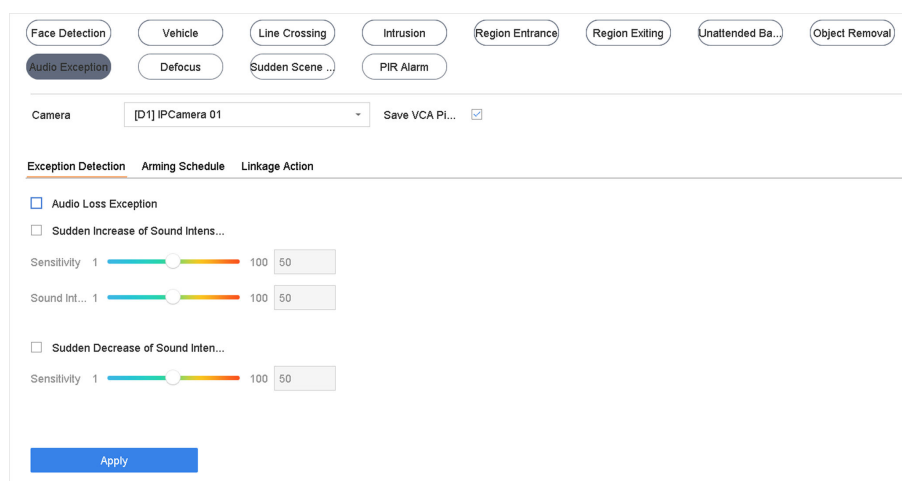 Face Detection Vehicle Line Crossing Intrusion Region Entrance Region Exiting Unattended Ba... Object Removal
Audio Exception Defocus Sudden Scene ... PIR Alarm
Camera [D1] IPCamera 01 Save VCA Pi...
Exception Detection Arming Schedule Linkage Action
Audio Loss Exception
Sudden Increase of Sound Intens...
Sensitivity 1 100 50
Sound Int... 1 100 50
Sudden Decrease of Sound Inten...
Sensitivity 1 100 50
Apply